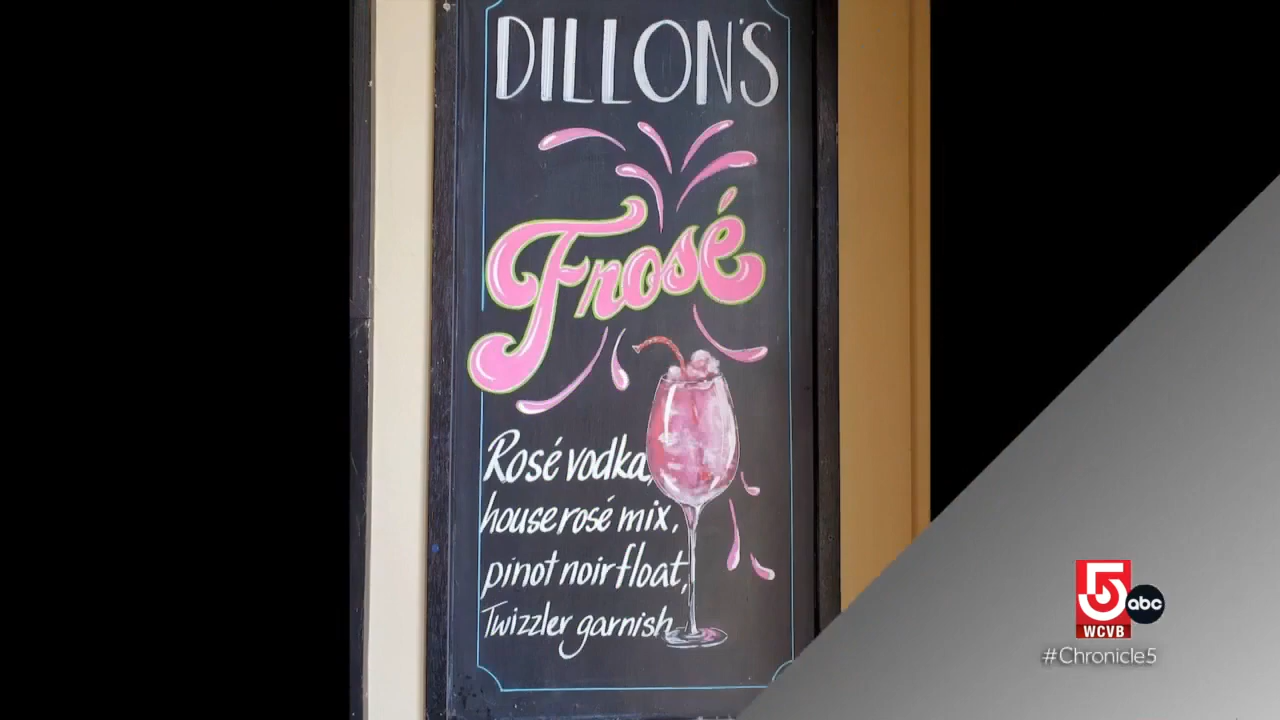 DILLON'S
Frosé
Rosé vodka,
house rosé mix,
pinot noir float,
Twizzler garnish
5
abc
WCVB
#Chronicle5